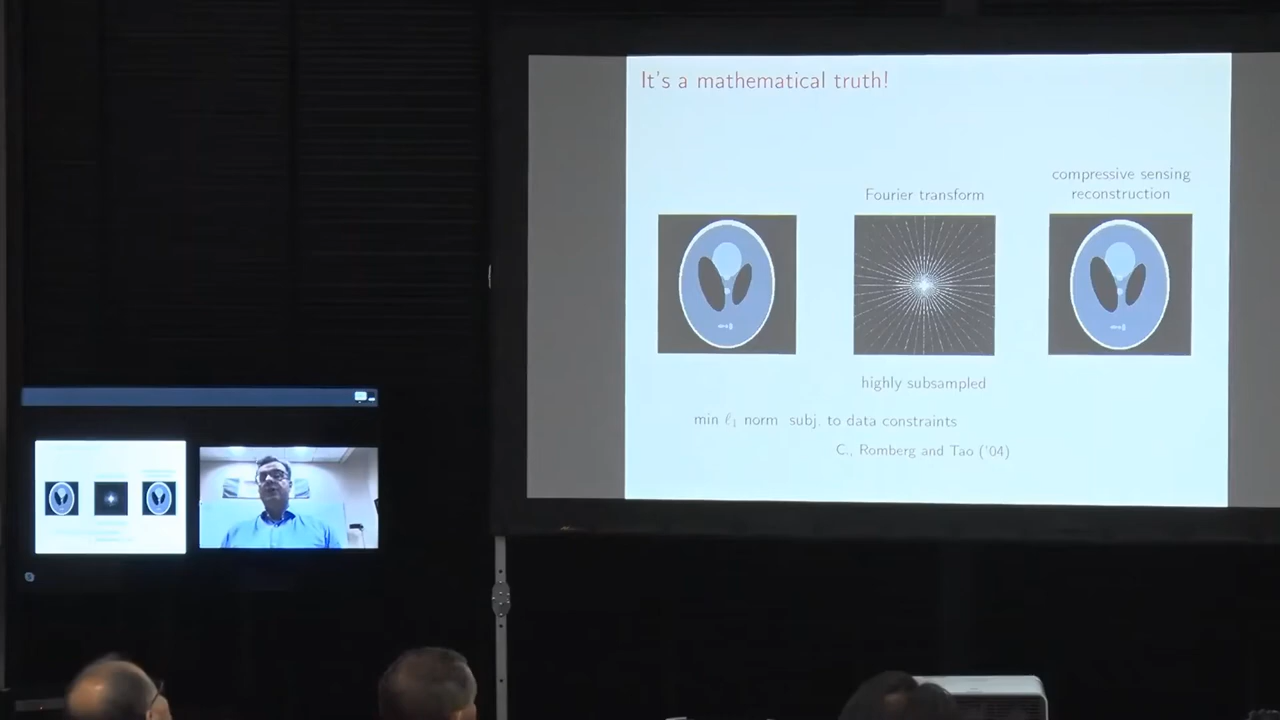 It's a mathematical truth!
compressive sensing
reconstruction
Fourier transform
highly subsampled
min ℓ₁ norm subj. to data constraints
C., Romberg and Tao ('04)